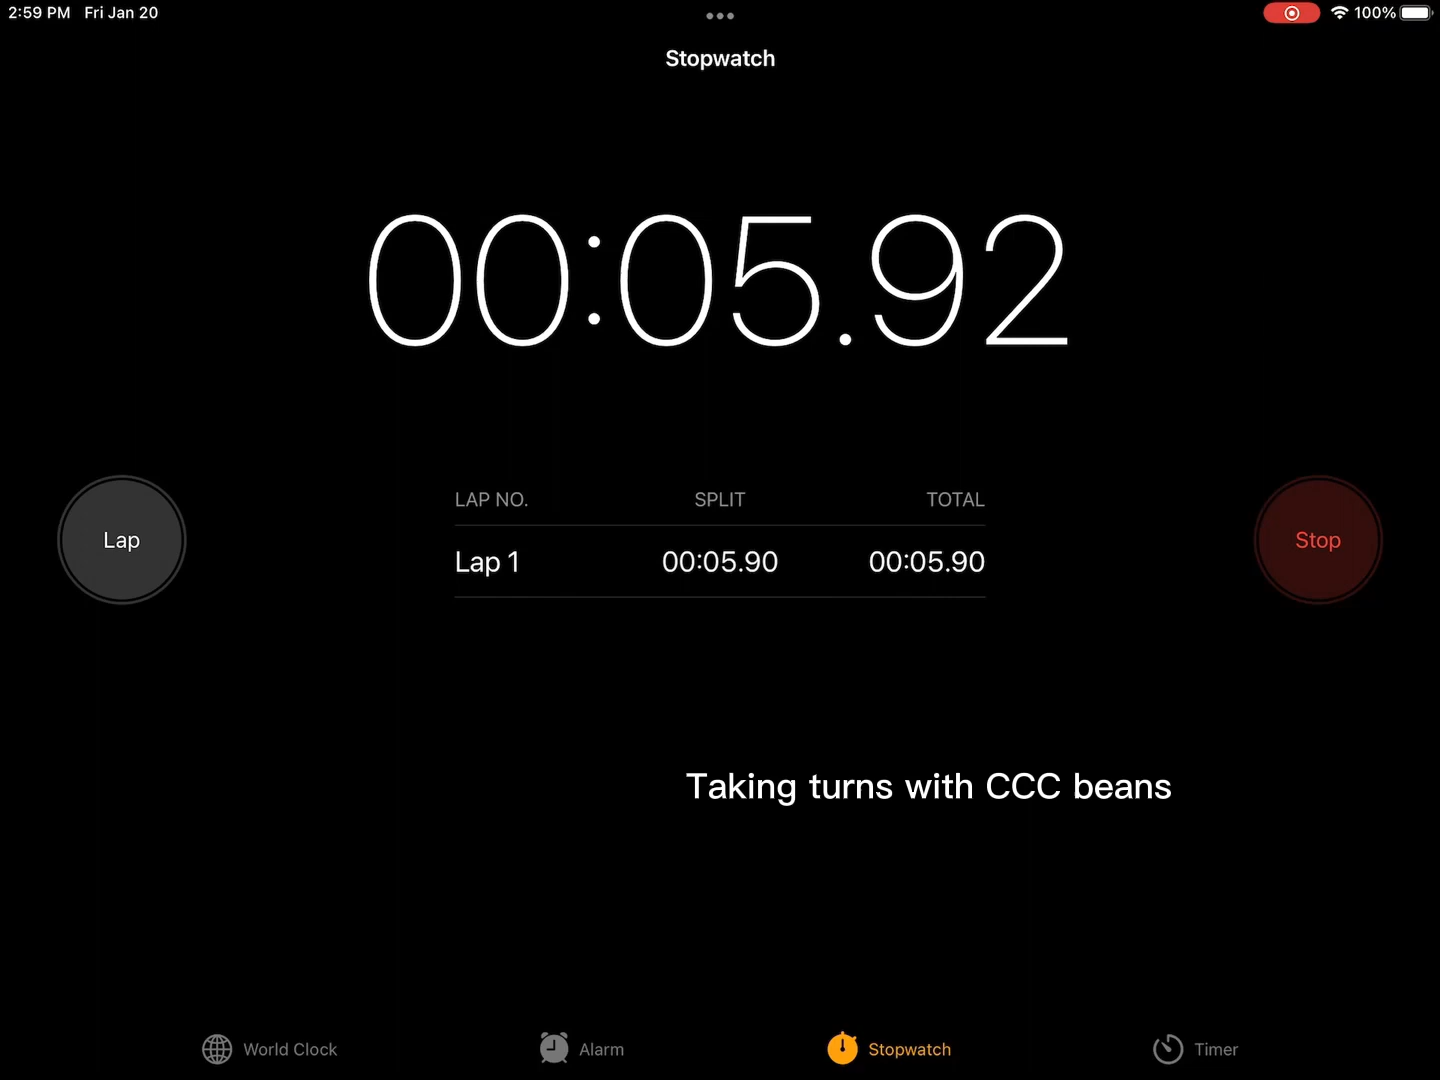 2:59 PM Fri Jan 20
100%
Stopwatch
00:05.92
Lap
Stop
LAP NO. SPLIT TOTAL
Lap 1 00:05.90 00:05.90
Taking turns with CCC beans
World Clock Alarm Stopwatch Timer